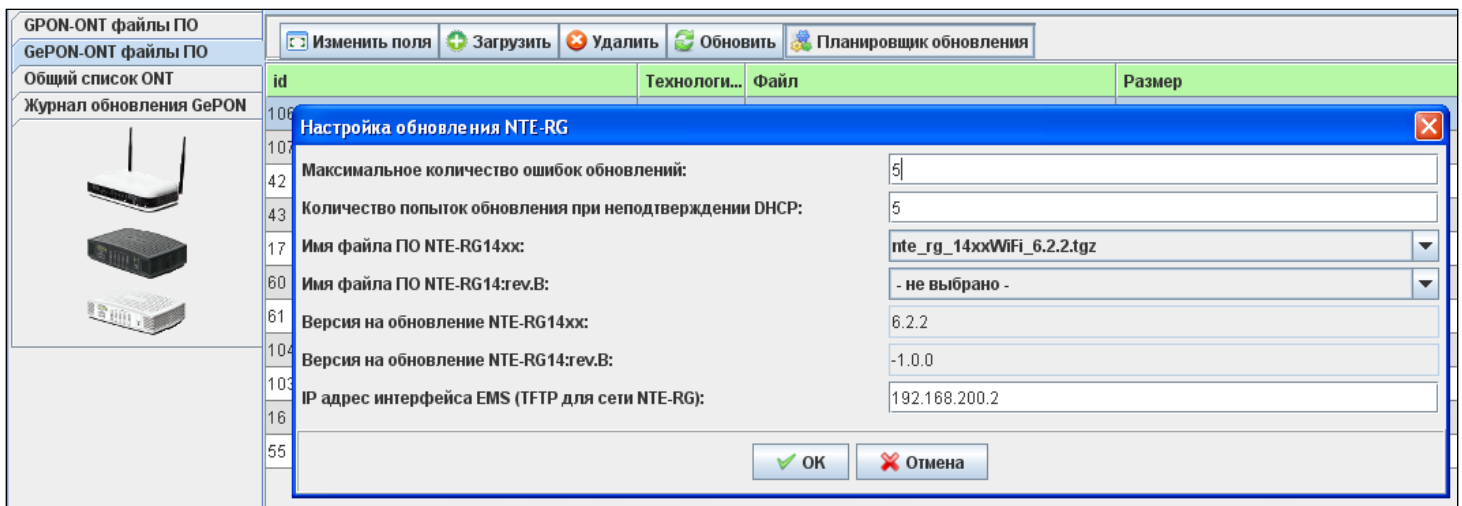 GPON-ONT файлы ПО
GePON-ONT файлы ПО
Общий список ONT
Журнал обновления GePON
Изменить поля Загрузить Удалить Обновить Планировщик обновления
id Технологи... Файл Размер
106
107
42
43
17
60
61
104
103
16
55
Настройка обновления NTE-RG
Максимальное количество ошибок обновлений: 5
Количество попыток обновления при неподтверждении DHCP: 5
Имя файла ПО NTE-RG14xx: nte_rg_14xxWiFi_6.2.2.tgz
Имя файла ПО NTE-RG14:rev.B: - не выбрано -
Версия на обновление NTE-RG14xx: 6.2.2
Версия на обновление NTE-RG14:rev.B: -1.0.0
IP адрес интерфейса EMS (TFTP для сети NTE-RG): 192.168.200.2
OK Отмена